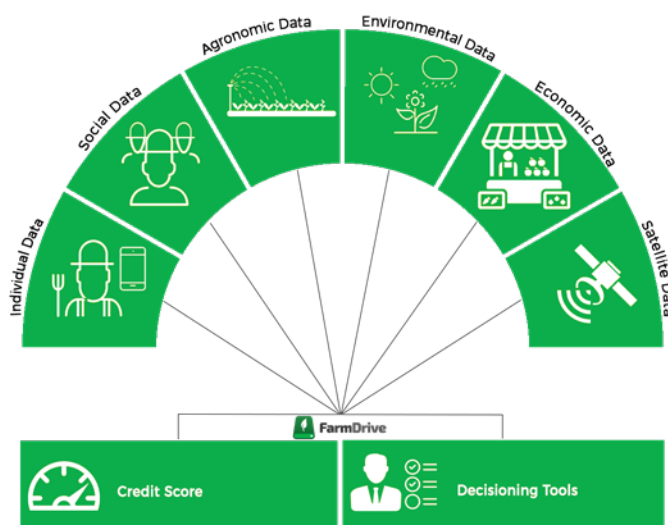 Individual Data
Social Data
Agronomic Data
Environmental Data
Economic Data
Satellite Data
FarmDrive
Credit Score
Decisioning Tools